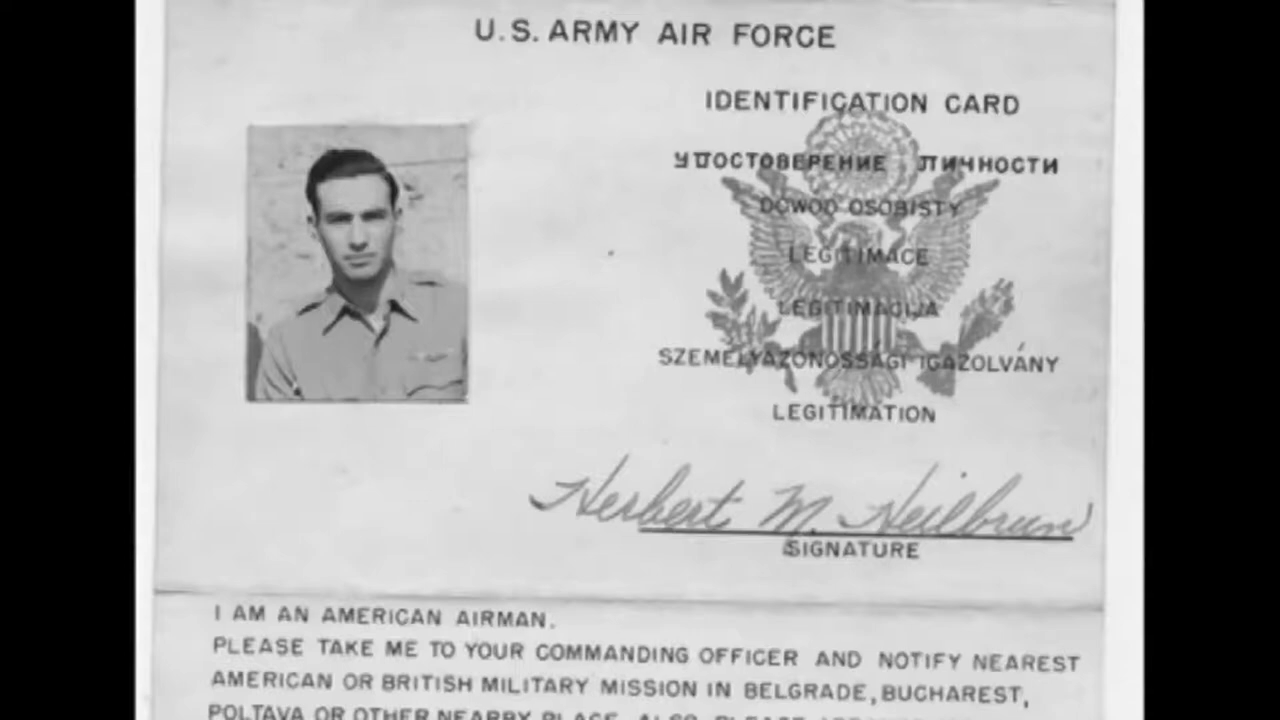 U.S. ARMY AIR FORCE
IDENTIFICATION CARD
УДОСТОВЕРЕНИЕ ЛИЧНОСТИ
DOWOD OSOBISTY
LEGITIMACE
LEGITIMACIJA
SZEMÉLYAZONOSSÁGI IGAZOLVÁNY
LEGITIMATION
Herbert M. Heilbrun
SIGNATURE
I AM AN AMERICAN AIRMAN.
PLEASE TAKE ME TO YOUR COMMANDING OFFICER AND NOTIFY NEAREST
AMERICAN OR BRITISH MILITARY MISSION IN BELGRADE, BUCHAREST,
POLTAVA OR OTHER NEARBY PLACE. ALSO PLEASE